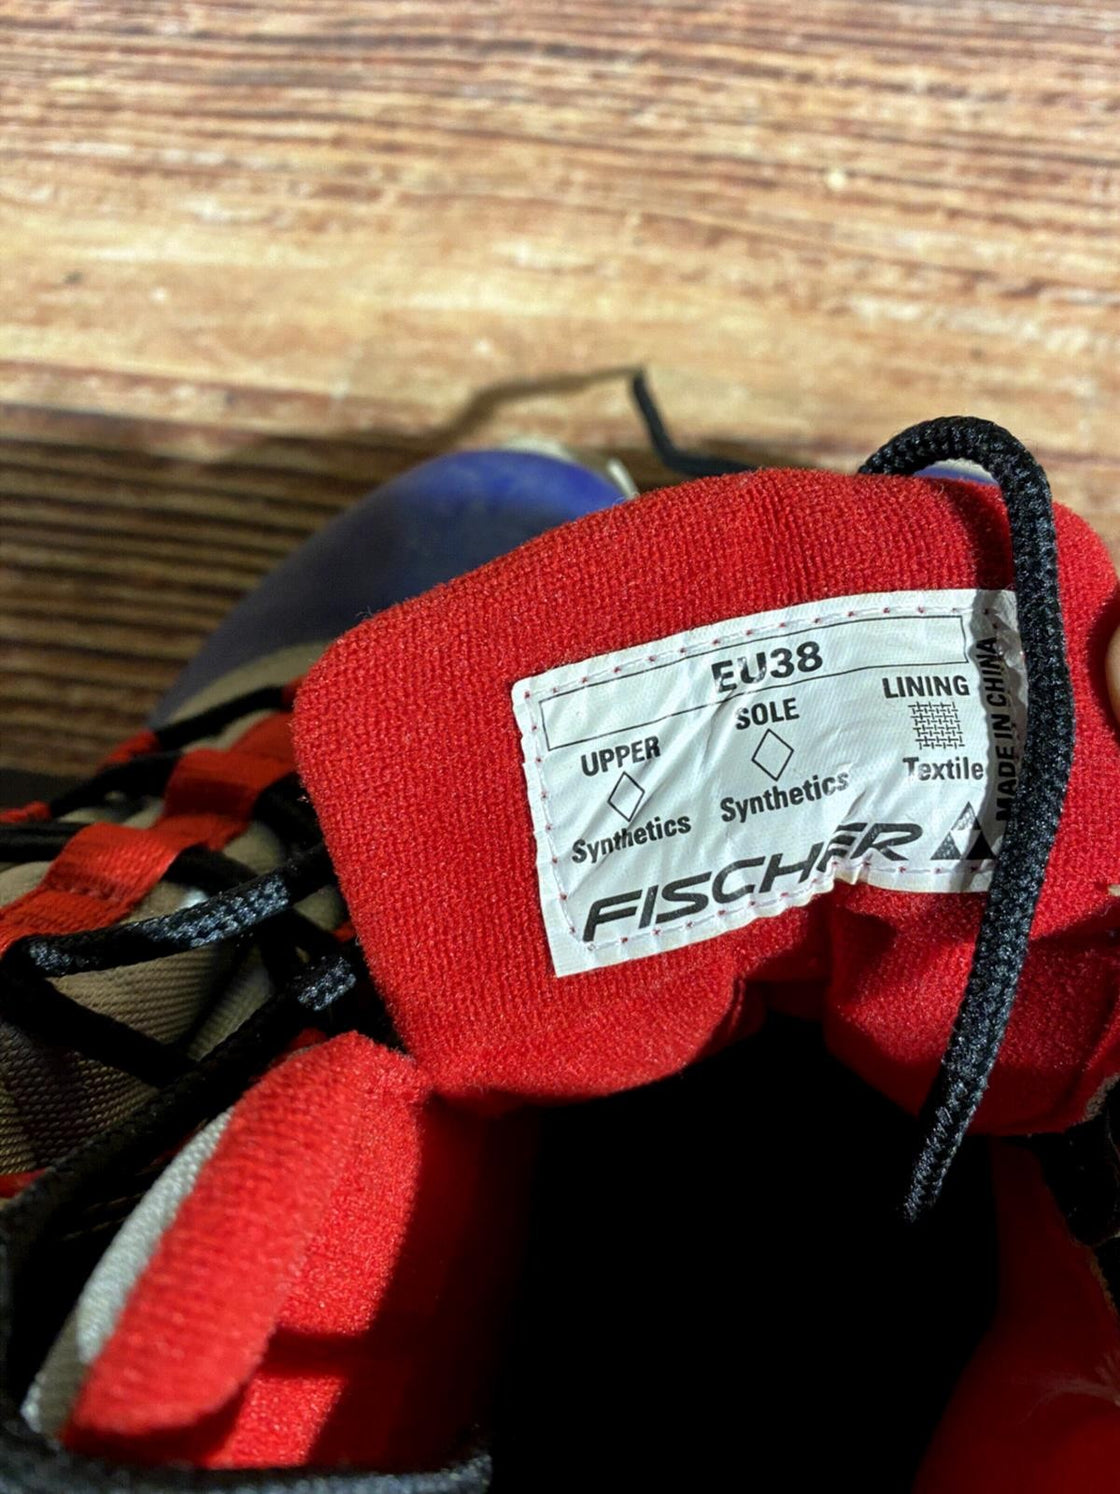 EU38
UPPER
Synthetics
SOLE
Synthetics
LINING
Textile
MADE IN CHINA
FISCHER